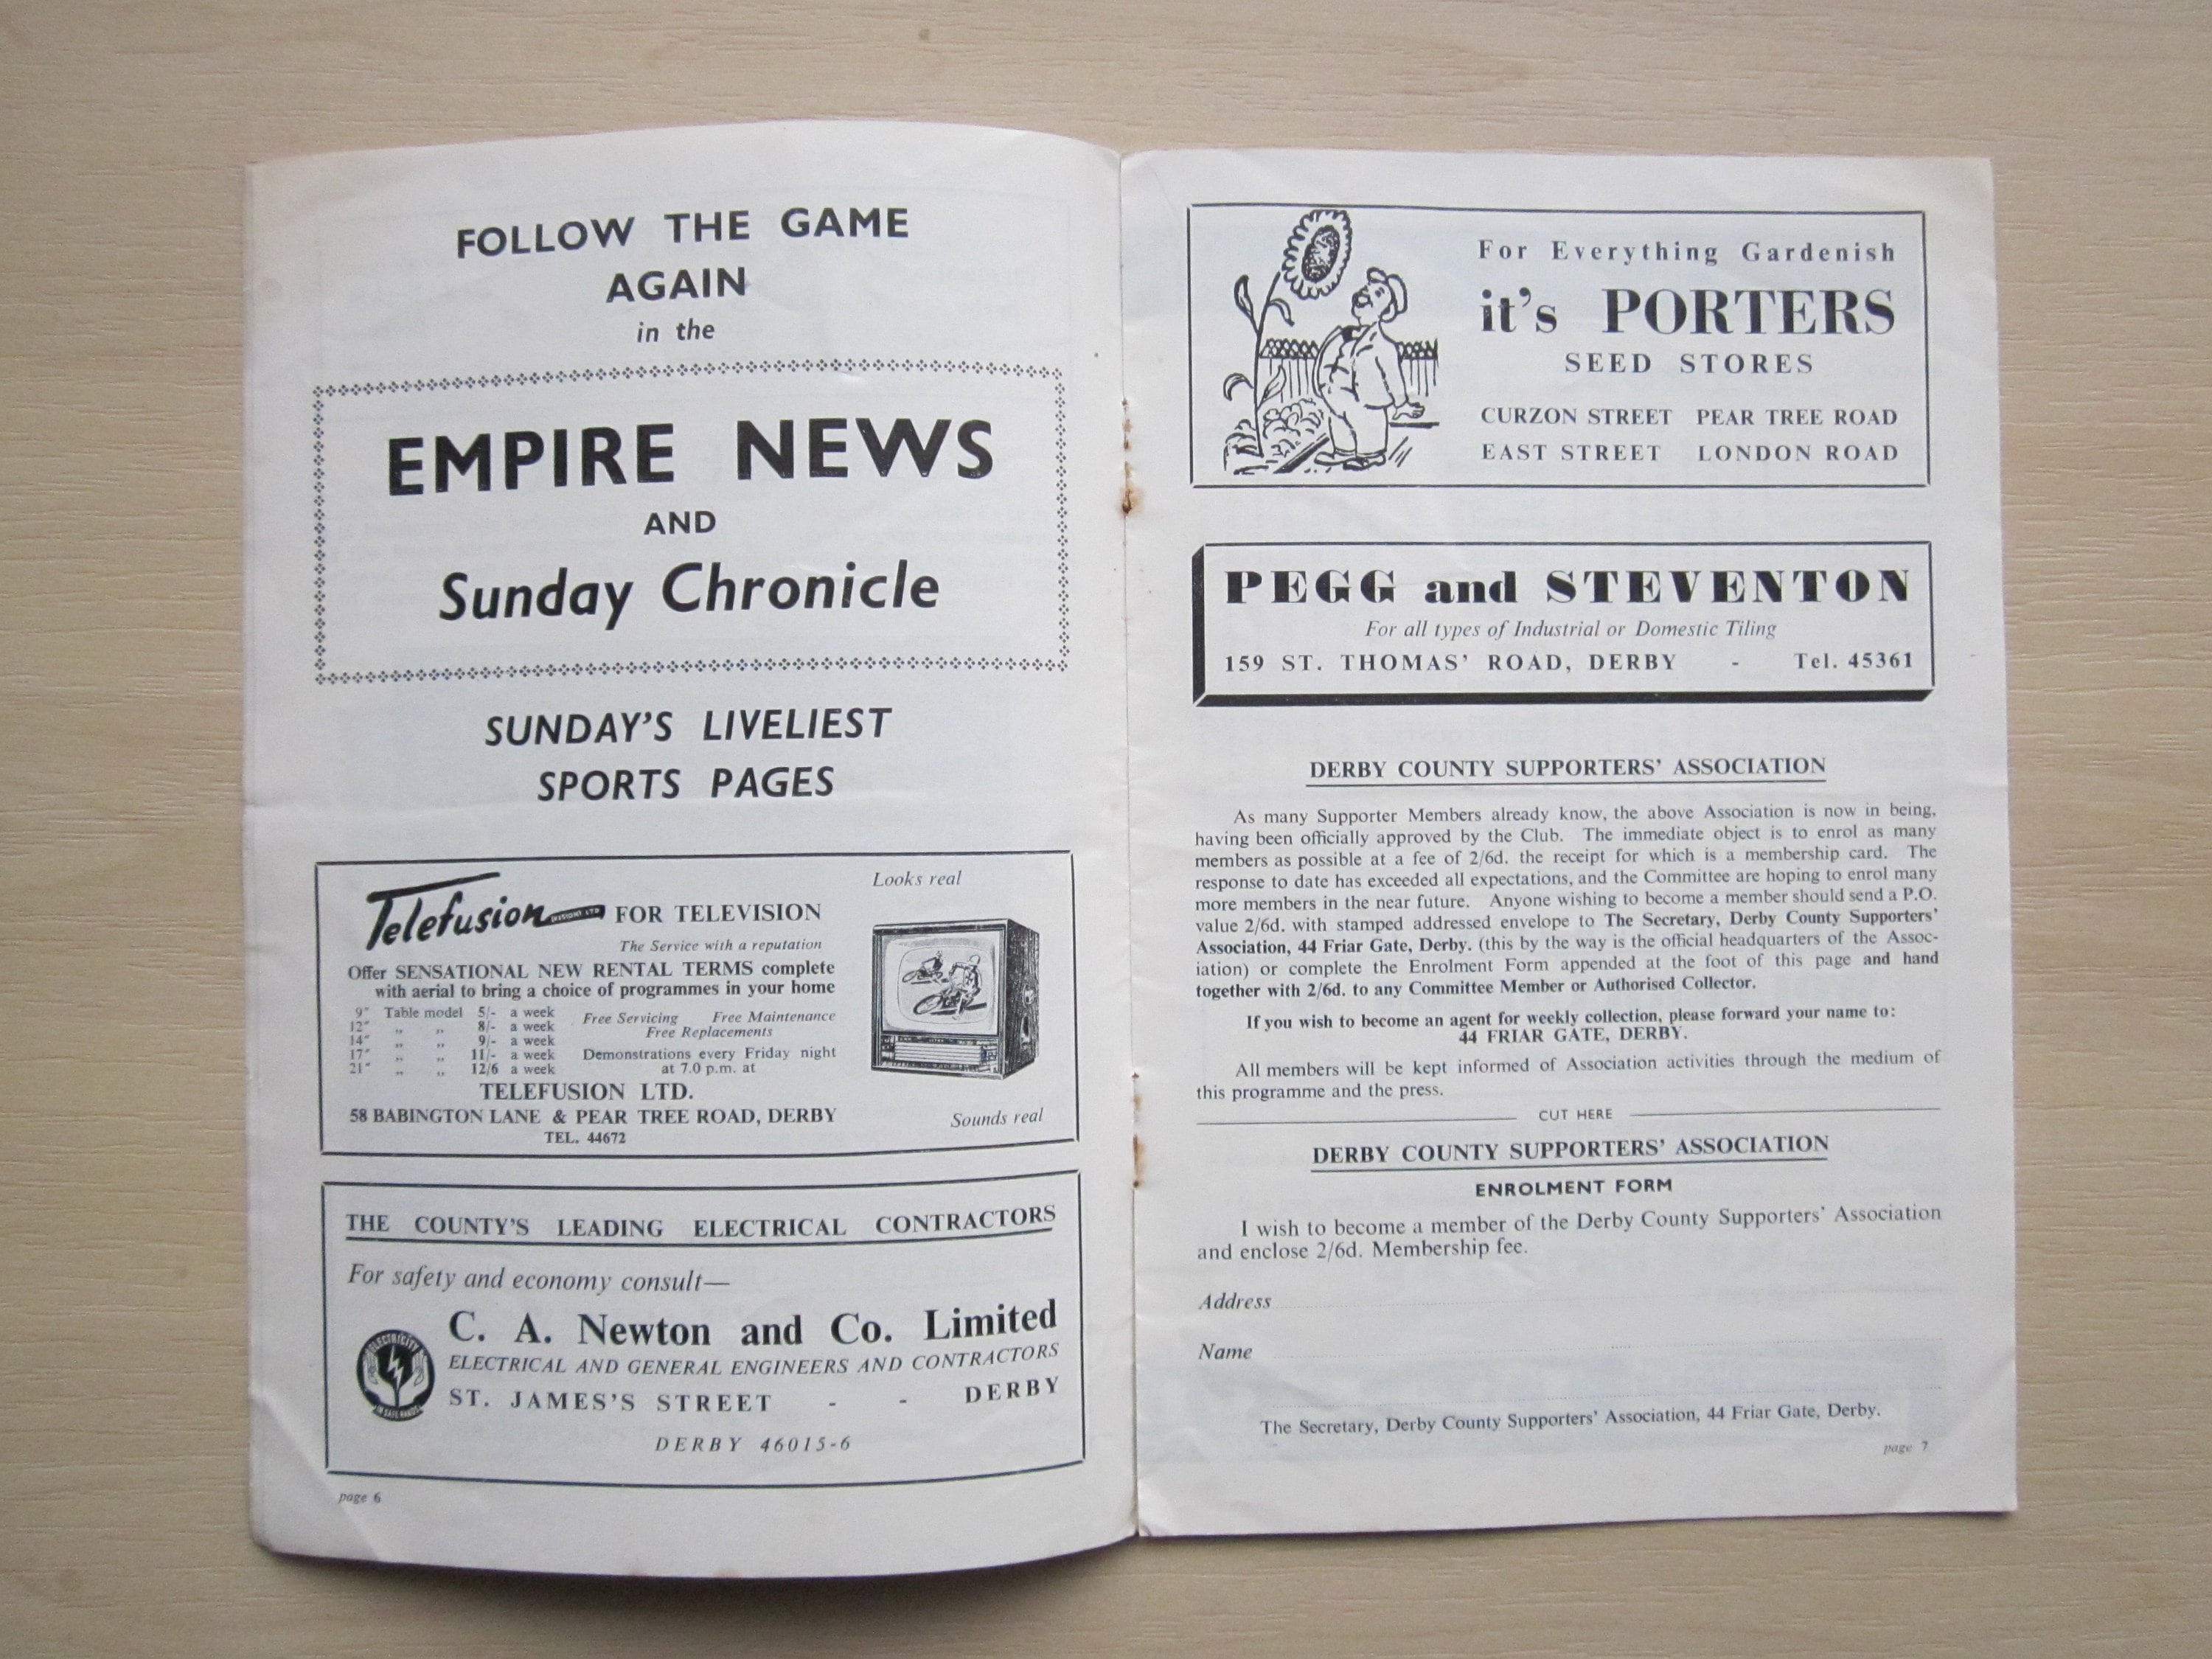 FOLLOW THE GAME
AGAIN
in the
EMPIRE NEWS
AND
Sunday Chronicle
SUNDAY'S LIVELIEST
SPORTS PAGES
Looks real
Telefusion FOR TELEVISION
The Service with a reputation
Offer SENSATIONAL NEW RENTAL TERMS complete
with aerial to bring a choice of programmes in your home
9" Table model 5/- a week
12" ,, ,, 8/- a week
14" ,, ,, 9/- a week
17" ,, ,, 11/- a week
21" ,, ,, 12/6 a week
Free Servicing Free Maintenance
Free Replacements
Demonstrations every Friday night
at 7.0 p.m. at
TELEFUSION LTD.
58 BABINGTON LANE & PEAR TREE ROAD, DERBY
TEL. 44672
Sounds real
THE COUNTY'S LEADING ELECTRICAL CONTRACTORS
For safety and economy consult—
C. A. Newton and Co. Limited
ELECTRICAL AND GENERAL ENGINEERS AND CONTRACTORS
ST. JAMES'S STREET - - DERBY
DERBY 46015-6
ELECTRICITY
IN SAFE HANDS
page 6
For Everything Gardenish
it's PORTERS
SEED STORES
CURZON STREET PEAR TREE ROAD
EAST STREET LONDON ROAD
PEGG and STEVENTON
For all types of Industrial or Domestic Tiling
159 ST. THOMAS' ROAD, DERBY - Tel. 45361
DERBY COUNTY SUPPORTERS' ASSOCIATION
As many Supporter Members already know, the above Association is now in being,
having been officially approved by the Club. The immediate object is to enrol as many
members as possible at a fee of 2/6d. the receipt for which is a membership card. The
response to date has exceeded all expectations, and the Committee are hoping to enrol many
more members in the near future. Anyone wishing to become a member should send a P.O.
value 2/6d. with stamped addressed envelope to The Secretary, Derby County Supporters'
Association, 44 Friar Gate, Derby. (this by the way is the official headquarters of the Assoc-
iation) or complete the Enrolment Form appended at the foot of this page and hand
together with 2/6d. to any Committee Member or Authorised Collector.
If you wish to become an agent for weekly collection, please forward your name to:
44 FRIAR GATE, DERBY.
All members will be kept informed of Association activities through the medium of
this programme and the press.
CUT HERE
DERBY COUNTY SUPPORTERS' ASSOCIATION
ENROLMENT FORM
I wish to become a member of the Derby County Supporters' Association
and enclose 2/6d. Membership fee.
Address
Name
The Secretary, Derby County Supporters' Association, 44 Friar Gate, Derby.
page 7